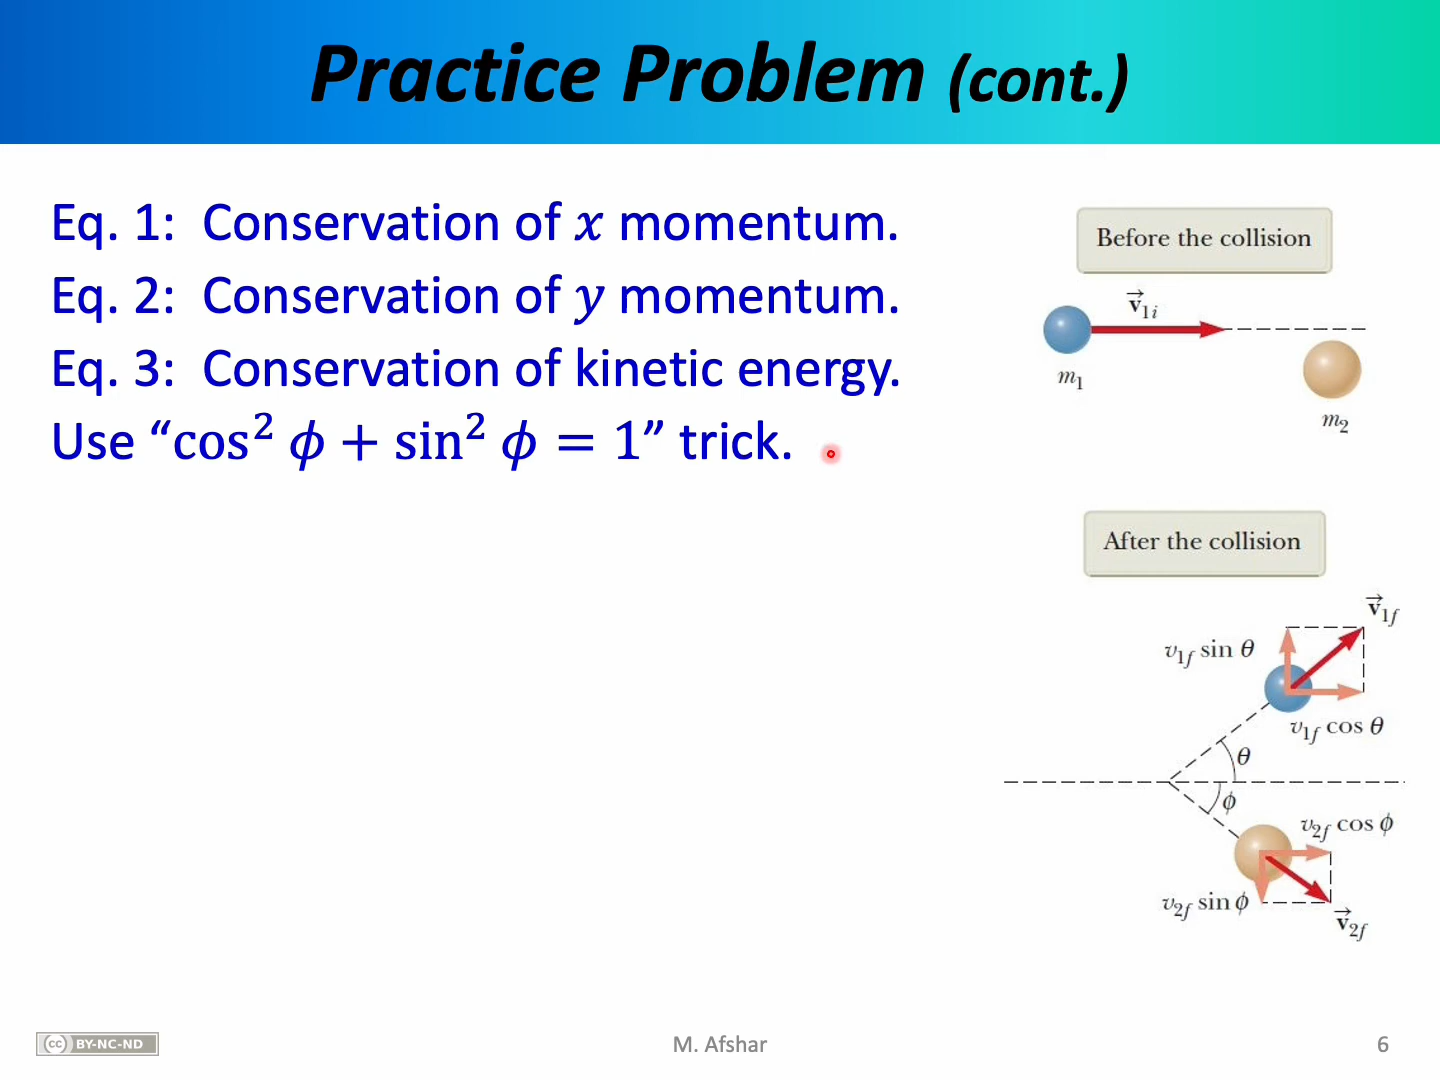 Practice Problem (cont.)
Eq. 1: Conservation of 𝑥 momentum.
Eq. 2: Conservation of 𝑦 momentum.
Eq. 3: Conservation of kinetic energy.
Use “cos² 𝜙 + sin² 𝜙 = 1” trick.
Before the collision
v⃗1i
m1
m2
After the collision
v⃗1f
v1f sin θ
v1f cos θ
θ
ϕ
v2f cos ϕ
v2f sin ϕ
v⃗2f
cc BY-NC-ND
M. Afshar
6